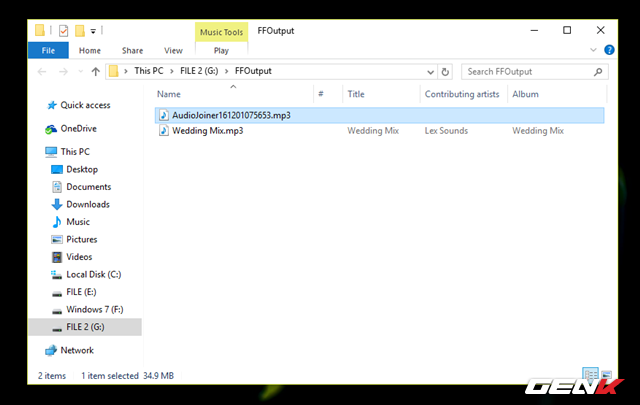 Music Tools FFOutput
File Home Share View Play
This PC FILE 2 (G:) FFOutput Search FFOutput
Name # Title Contributing artists Album
Quick access
AudioJoiner161201075653.mp3
OneDrive
Wedding Mix.mp3 Wedding Mix Lex Sounds Wedding Mix
This PC
Desktop
Documents
Downloads
Music
Pictures
Videos
Local Disk (C:)
FILE (E:)
Windows 7 (F:)
FILE 2 (G:)
Network
2 items 1 item selected 34.9 MB
GENK